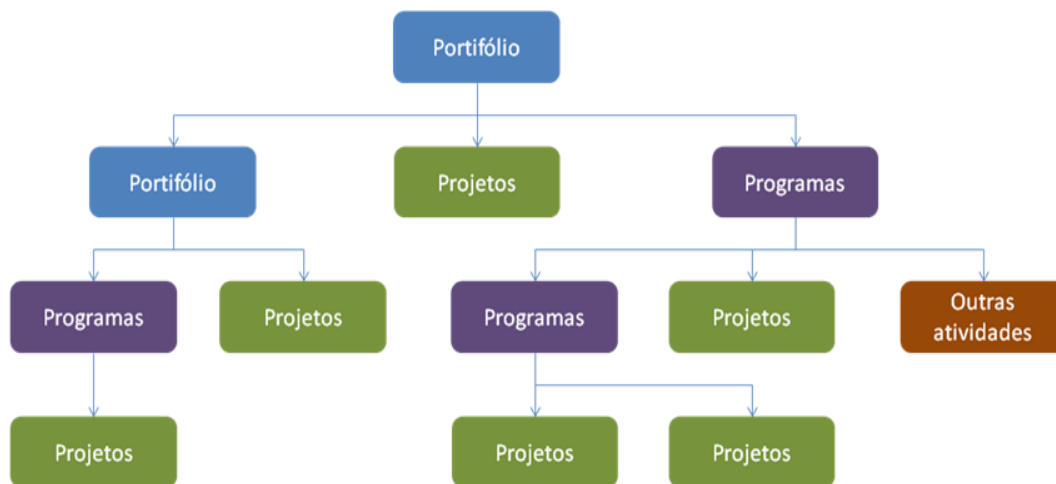 Portifólio
Portifólio
Projetos
Programas
Programas
Projetos
Programas
Projetos
Outras
atividades
Projetos
Projetos
Projetos